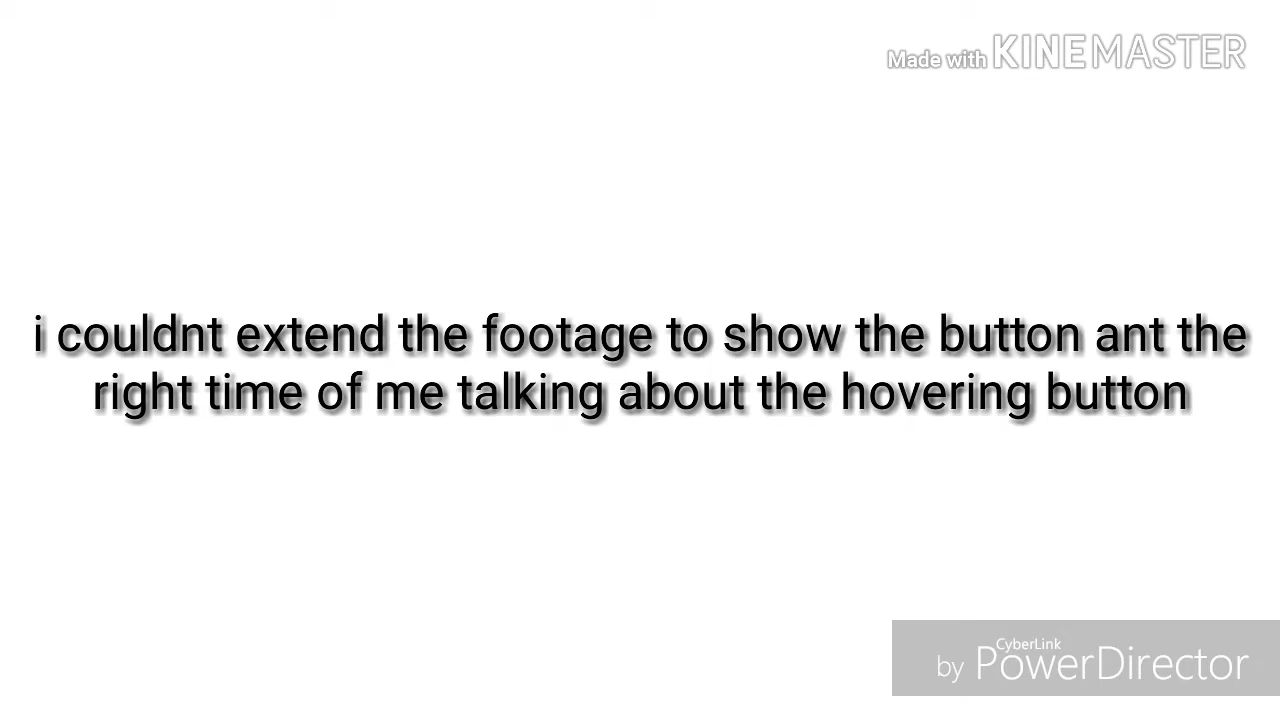 Made with KINEMASTER
i couldnt extend the footage to show the button ant the
right time of me talking about the hovering button
CyberLink
by PowerDirector